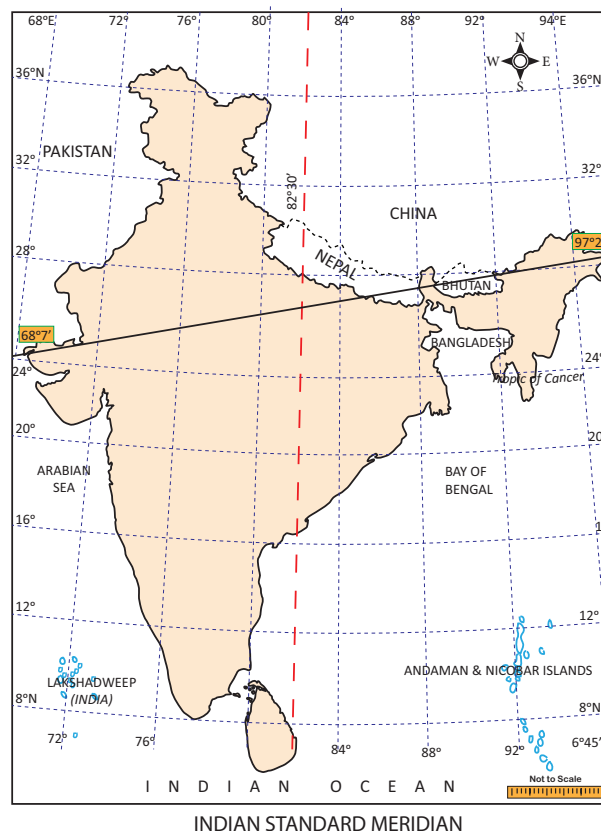 68°E
72°
76°
80°
84°
88°
92°
94°E
N
W
E
S
36°N
36°N
PAKISTAN
32°
32°
82°30′
CHINA
NEPAL
28°
97°2
BHUTAN
68°7′
BANGLADESH
24°
24°
Tropic of Cancer
20°
20
ARABIAN
SEA
BAY OF
BENGAL
16°
16°
12°
12°
LAKSHADWEEP
(INDIA)
ANDAMAN & NICOBAR ISLANDS
8°N
8°N
72°
76°
84°
88°
92°
6°45′
Not to Scale
I N D I A N O C E A N
INDIAN STANDARD MERIDIAN